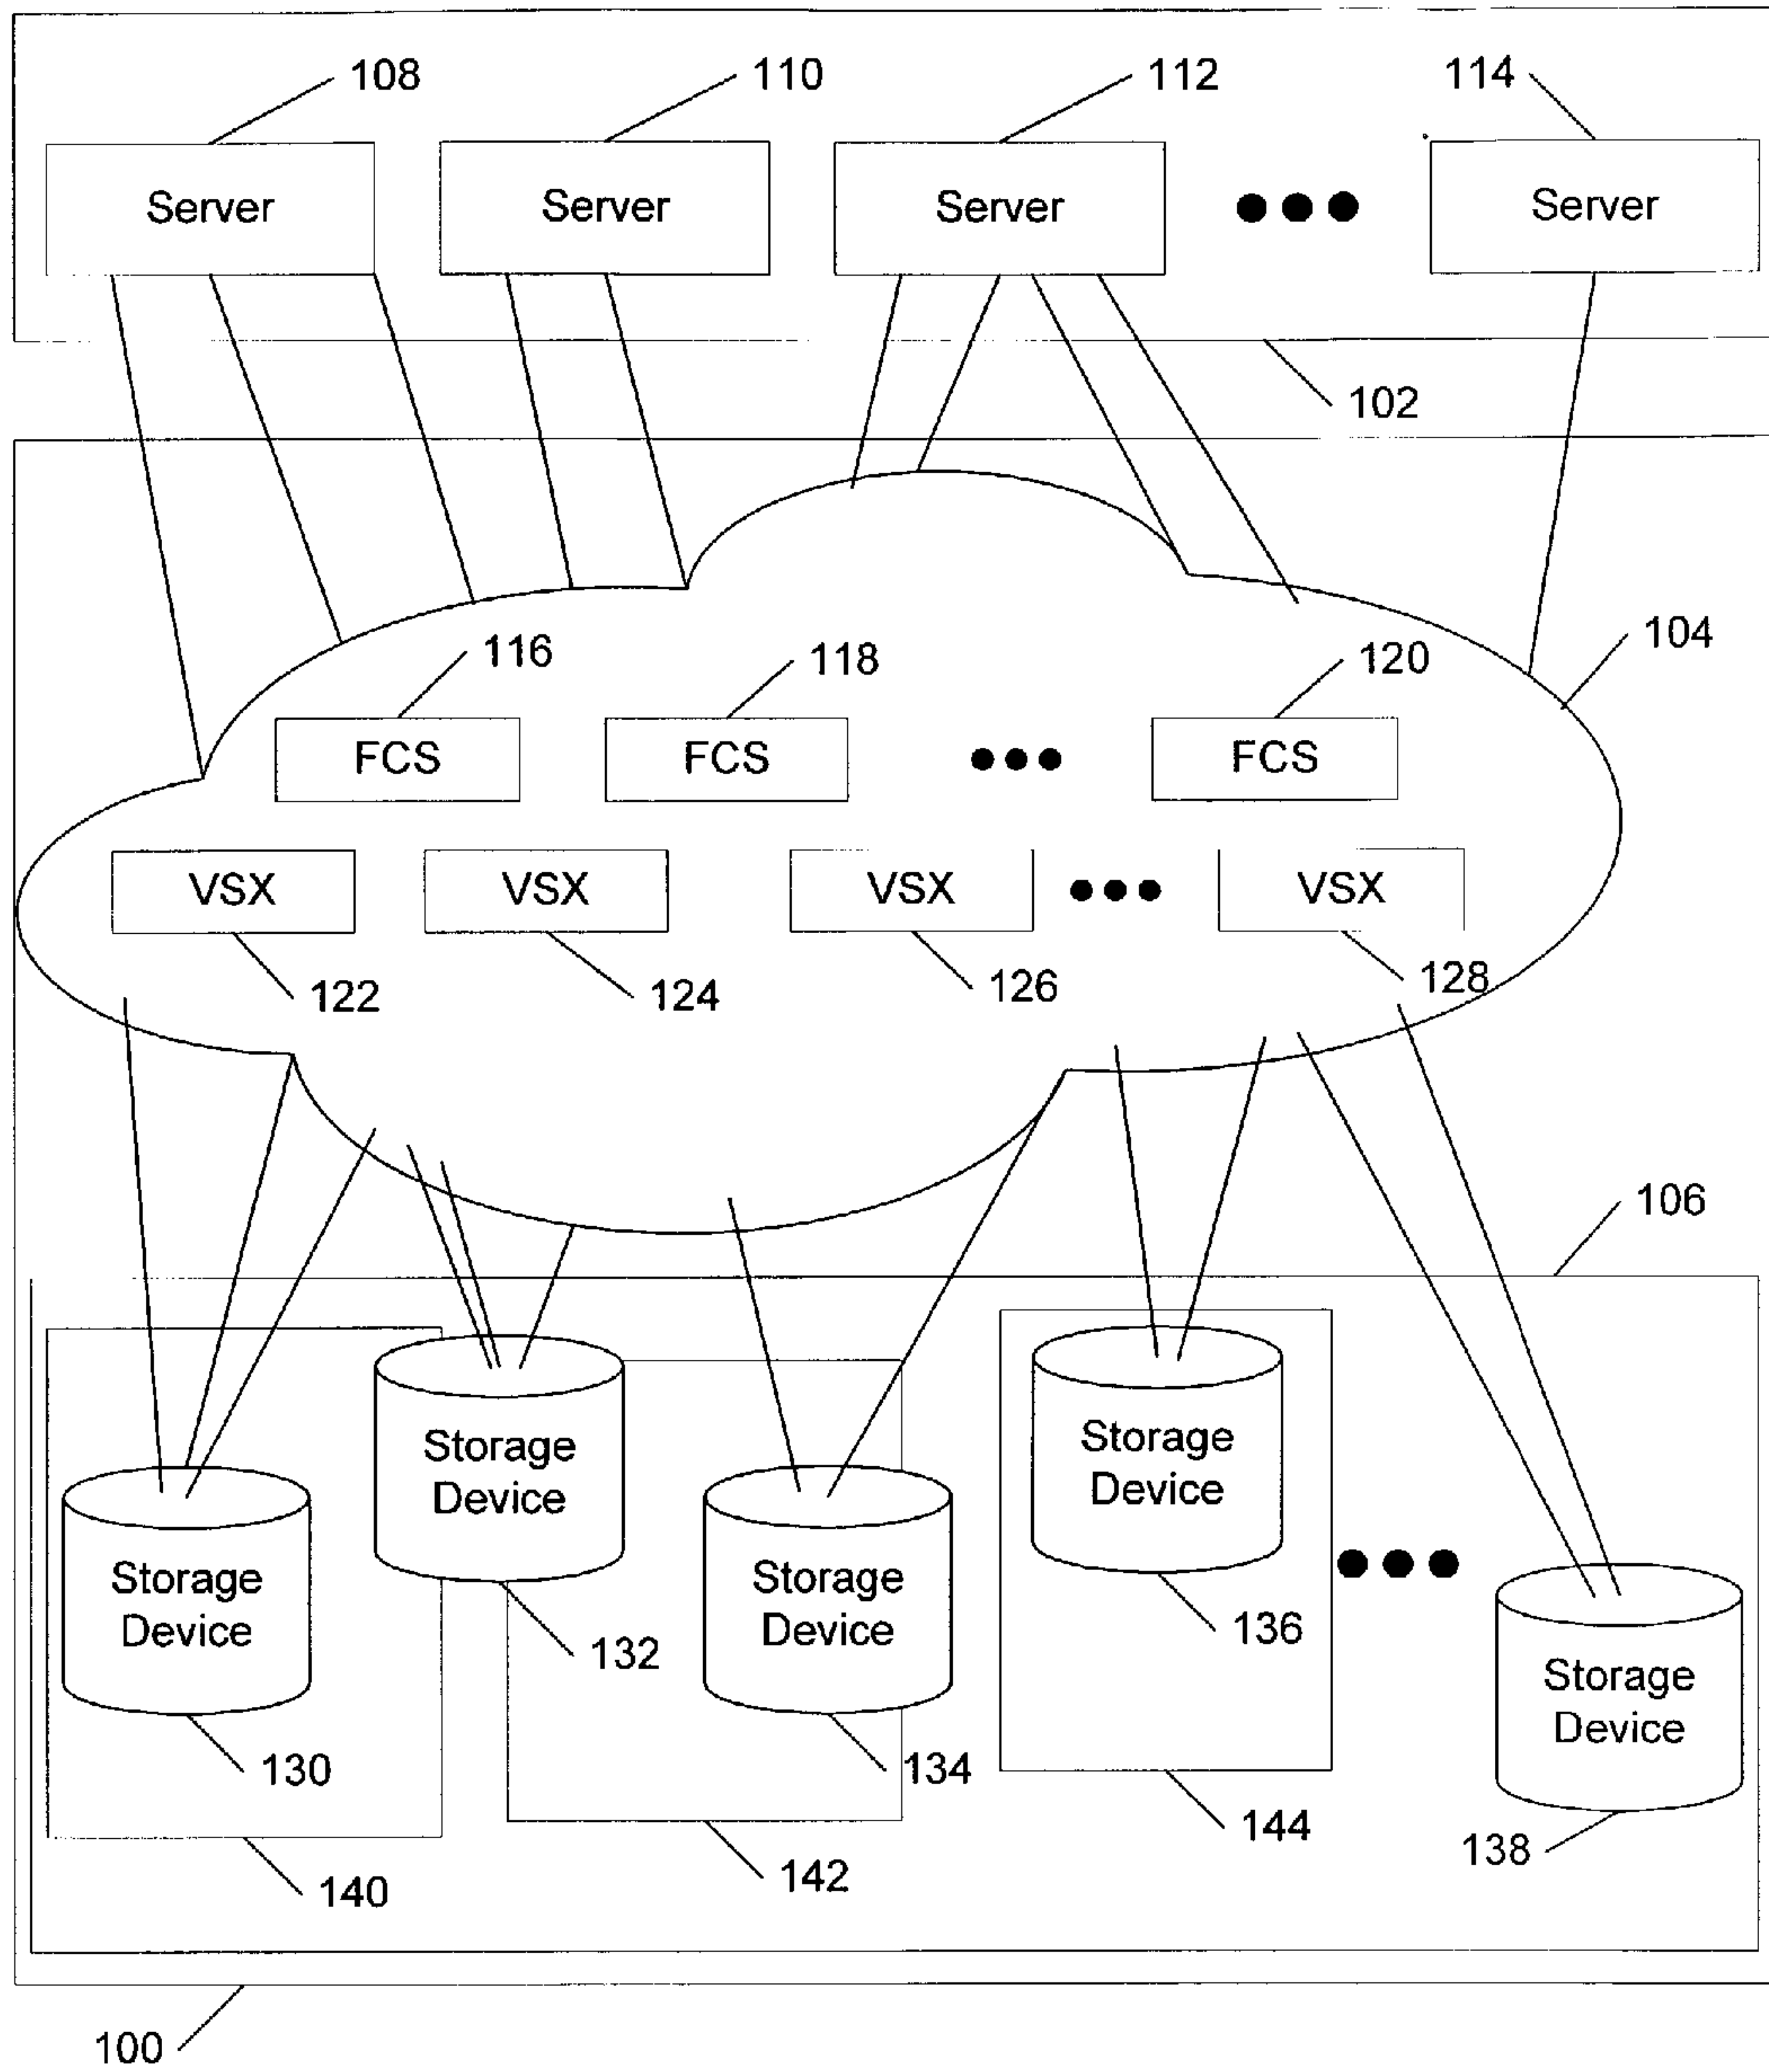 108
110
112
114
Server
Server
Server
Server
102
104
116
118
120
FCS
FCS
FCS
VSX
VSX
VSX
VSX
122
124
126
128
106
Storage
Device
Storage
Device
Storage
Device
Storage
Device
Storage
Device
132
136
130
134
144
138
140
142
100